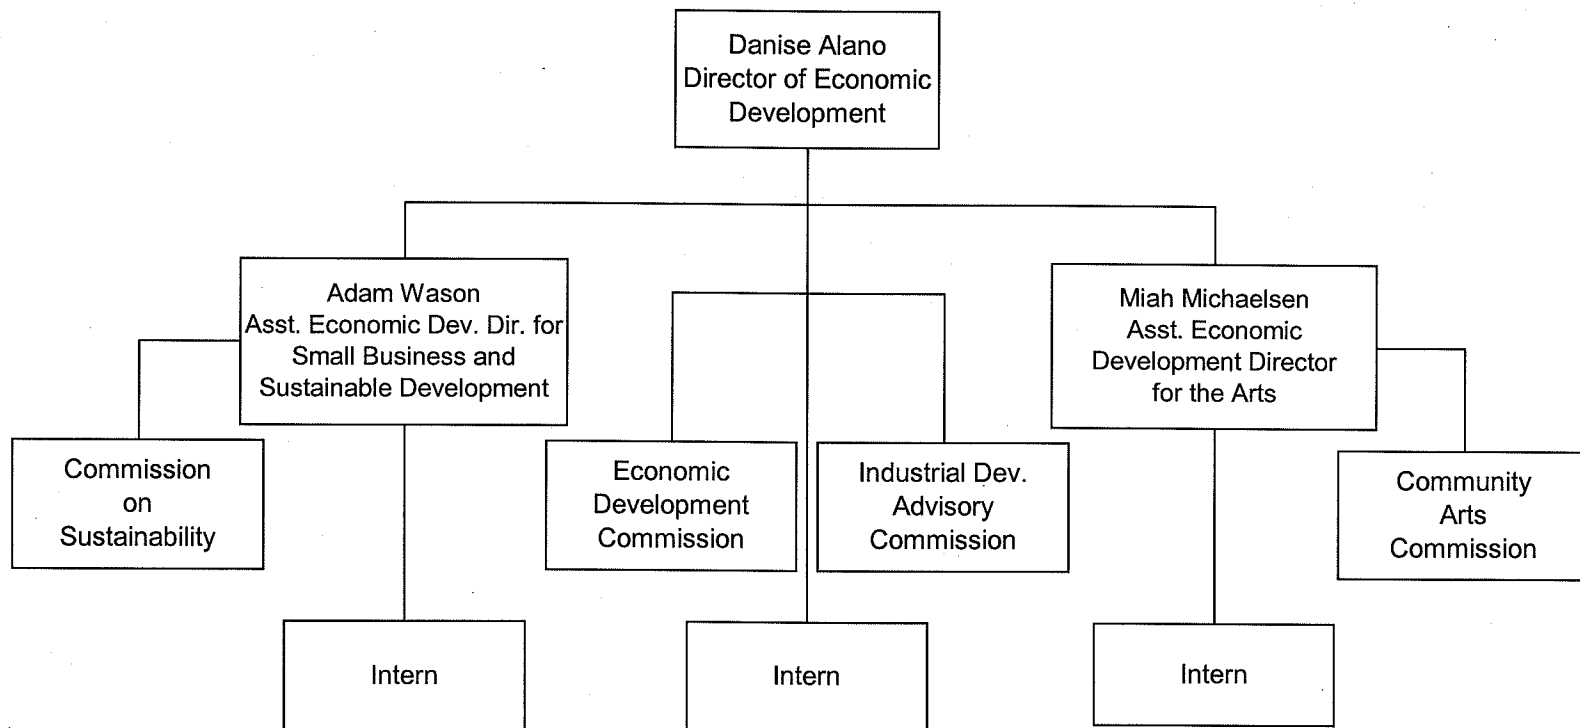 Danise Alano
Director of Economic
Development
Adam Wason
Asst. Economic Dev. Dir. for
Small Business and
Sustainable Development
Miah Michaelsen
Asst. Economic
Development Director
for the Arts
Commission
on
Sustainability
Economic
Development
Commission
Industrial Dev.
Advisory
Commission
Community
Arts
Commission
Intern
Intern
Intern